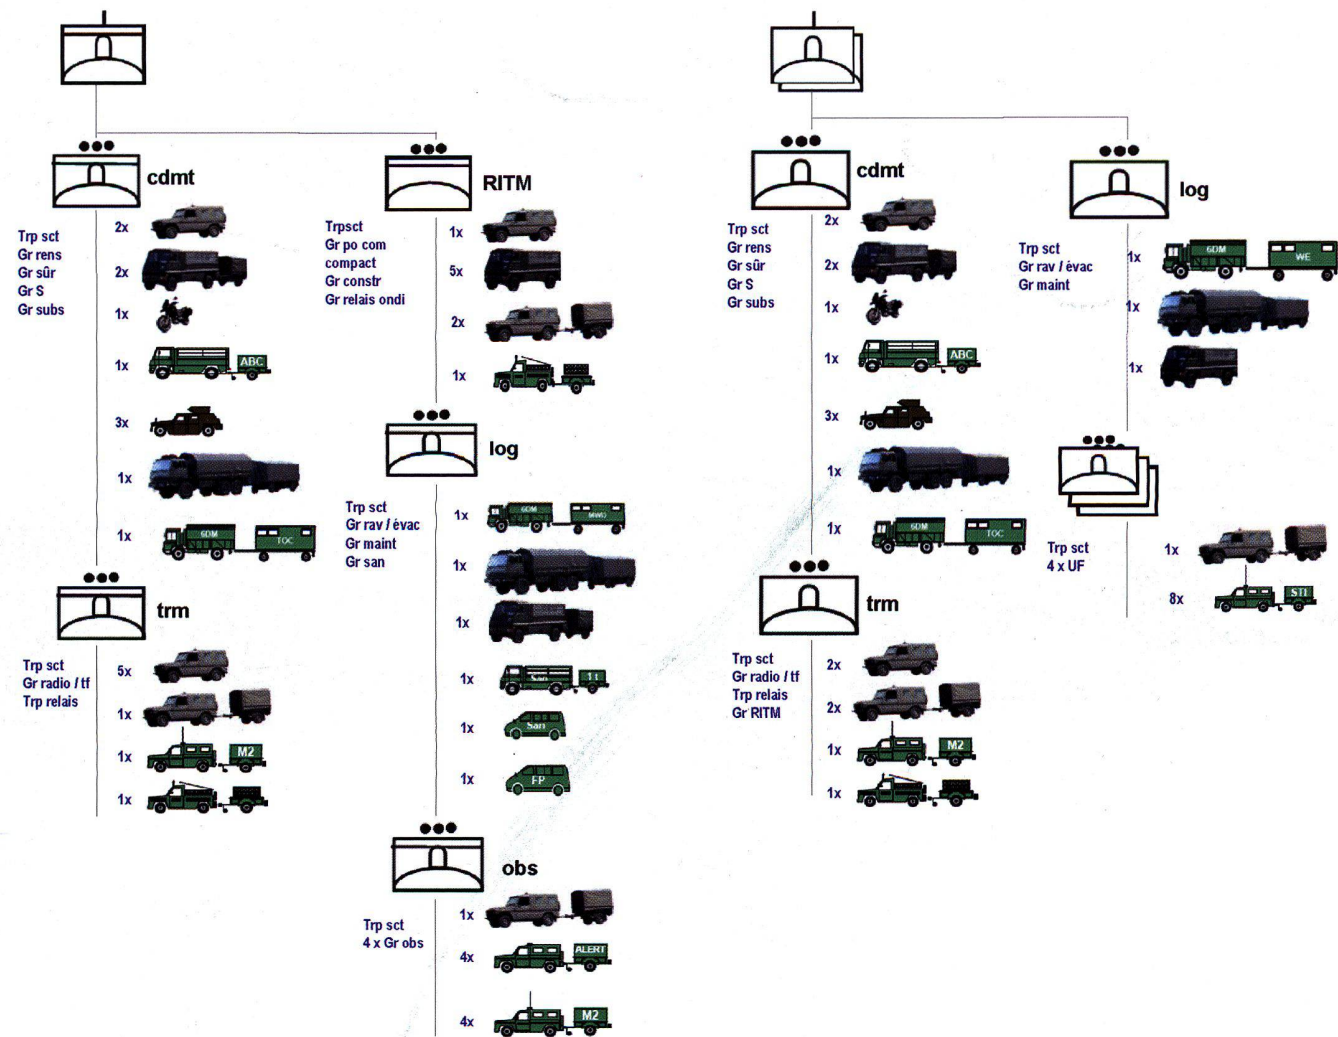 cdmt
Trp sct
Gr rens
Gr sûr
Gr S
Gr subs
2x
2x
1x
1x
ABC
3x
1x
1x
6DM
TOC
trm
Trp sct
Gr radio / tf
Trp relais
5x
1x
1x
M2
1x
RITM
Trpsct
Gr po com
compact
Gr constr
Gr relais ondi
1x
5x
2x
1x
log
Trp sct
Gr rav / évac
Gr maint
Gr san
1x
6DM
1x
1x
1x
San
1 t
1x
San
1x
FP
obs
Trp sct
4 x Gr obs
1x
4x
ALERT
4x
M2
cdmt
Trp sct
Gr rens
Gr sûr
Gr S
Gr subs
2x
2x
1x
1x
ABC
3x
1x
1x
6DM
TOC
trm
Trp sct
Gr radio / tf
Trp relais
Gr RITM
2x
2x
1x
M2
1x
log
Trp sct
Gr rav / évac
Gr maint
1x
6DM
WE
1x
1x
Trp sct
4 x UF
1x
8x
STI